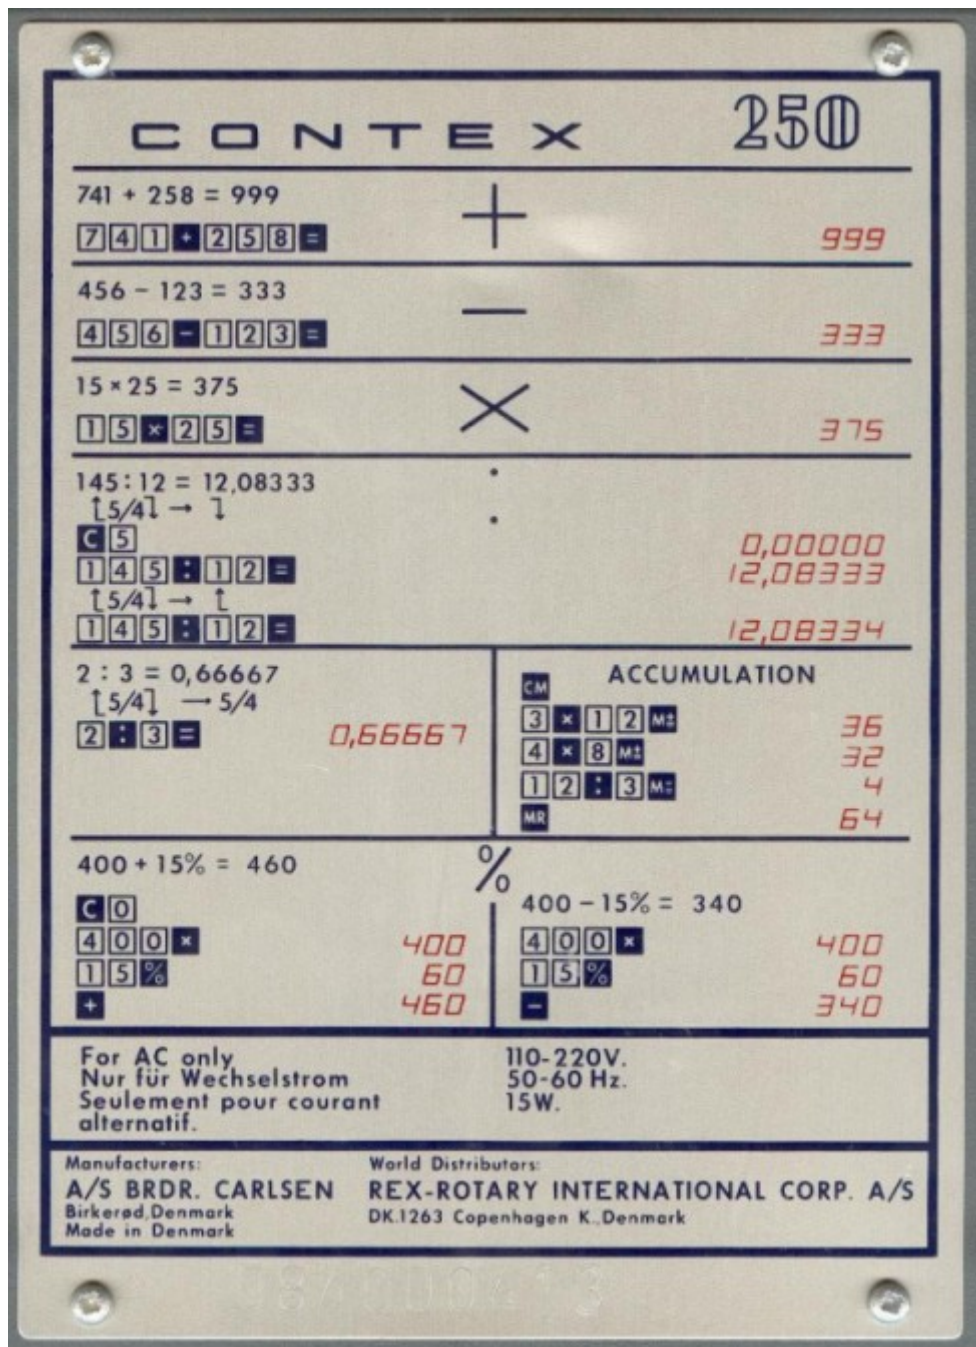 CONTEX 250
741 + 258 = 999
+
741+258= 999
456 − 123 = 333
−
456−123= 333
15 × 25 = 375
×
15×25= 375
145:12 = 12,08333
:
↑5/4↓ → ↓
C5 0,00000
145:12= 12,08333
↑5/4↓ → ↑
145:12= 12,08334
2 : 3 = 0,66667
↑5/4↓ → 5/4
2:3= 0,66667
ACCUMULATION
CM
3×12M± 36
4×8M± 32
12:3M= 4
MR 64
%
400 + 15% = 460
C0
400× 400
15% 60
+ 460
400 − 15% = 340
400× 400
15% 60
− 340
For AC only
Nur für Wechselstrom
Seulement pour courant
alternatif.
110-220V.
50-60 Hz.
15W.
Manufacturers:
A/S BRDR. CARLSEN
Birkerød,Denmark
Made in Denmark
World Distributors:
REX-ROTARY INTERNATIONAL CORP. A/S
DK.1263 Copenhagen K.,Denmark